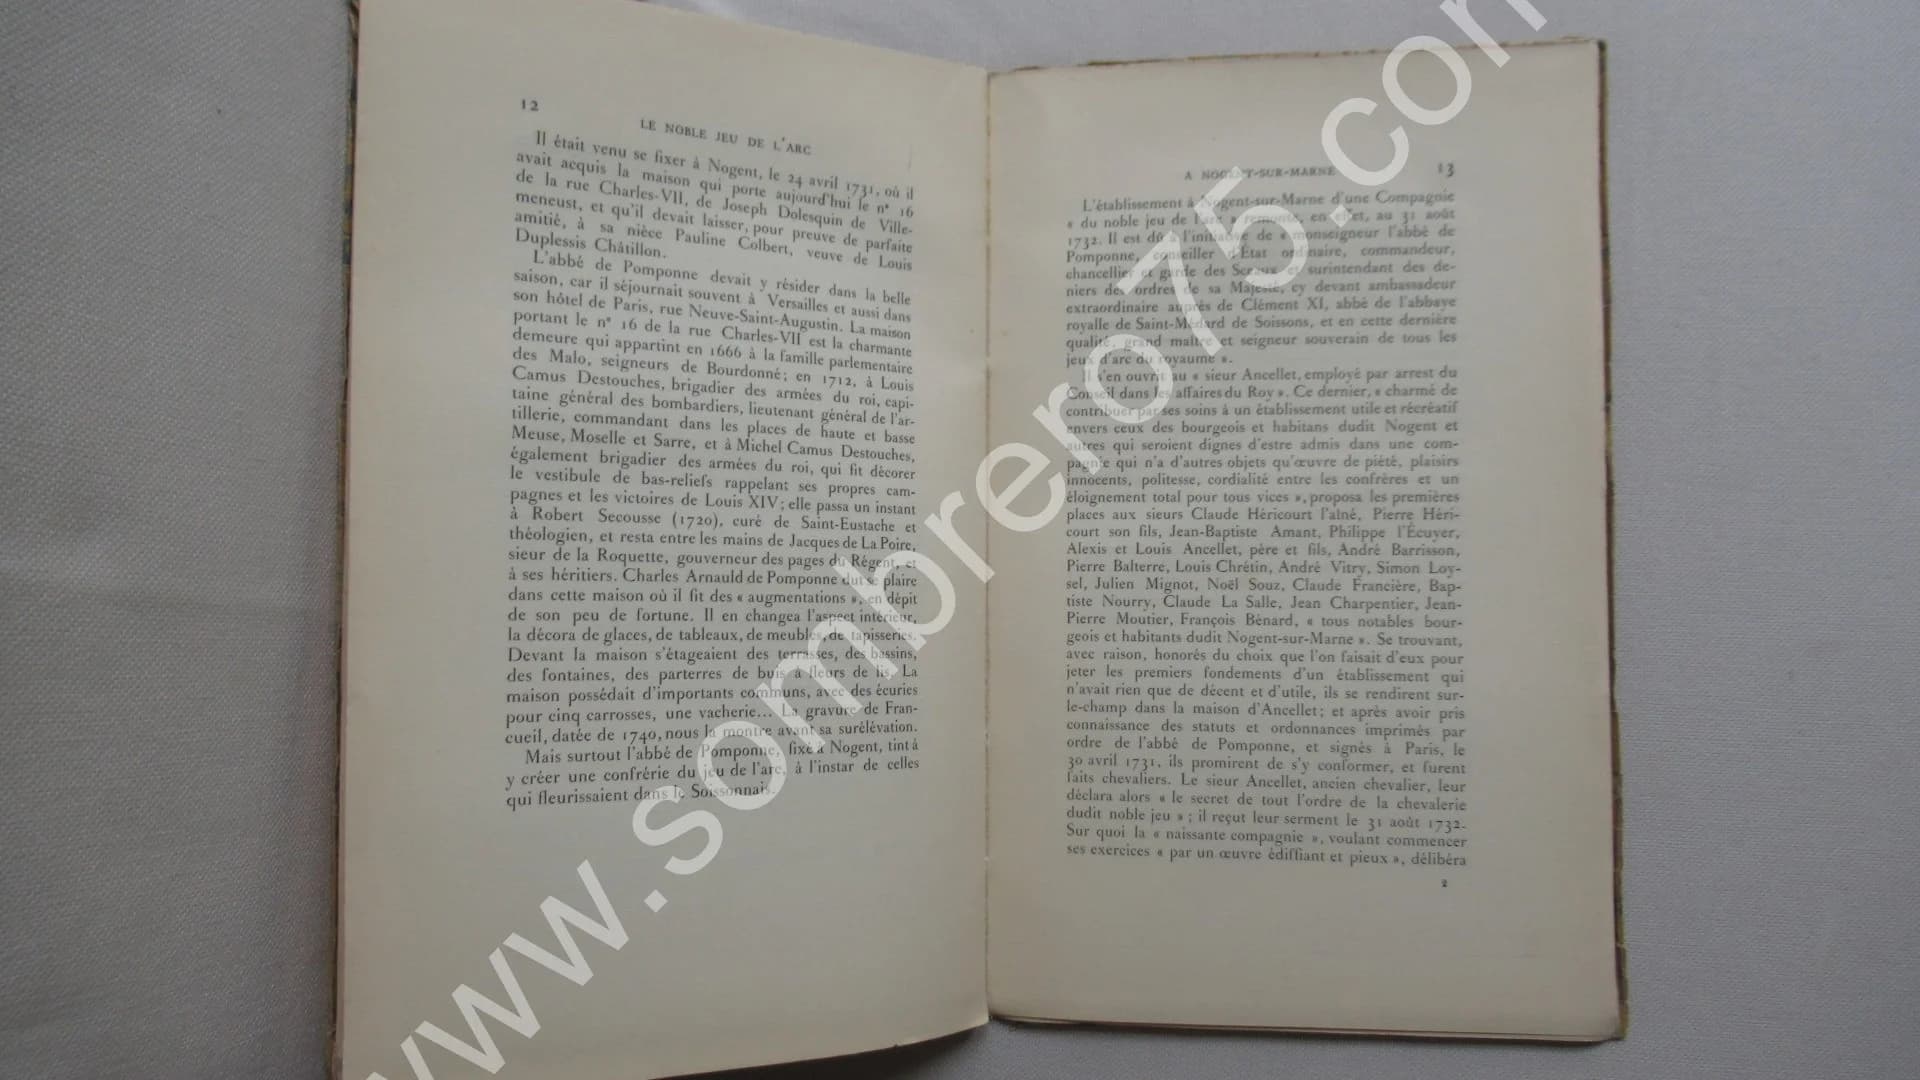 12
LE NOBLE JEU DE L'ARC
Il était venu se fixer à Nogent, le 24 avril 1731, où il
avait acquis la maison qui porte aujourd'hui le n° 16
de la rue Charles-VII, de Joseph Dolesquin de Ville-
meneust, et qu'il devait laisser, pour preuve de parfaite
amitié, à sa nièce Pauline Colbert, veuve de Louis
Duplessis Châtillon.
L'abbé de Pomponne devait y résider dans la belle
saison, car il séjournait souvent à Versailles et aussi dans
son hôtel de Paris, rue Neuve-Saint-Augustin. La maison
portant le n° 16 de la rue Charles-VII est la charmante
demeure qui appartint en 1666 à la famille parlementaire
des Malo, seigneurs de Bourdonné; en 1712, à Louis
Camus Destouches, brigadier des armées du roi, capi-
taine général des bombardiers, lieutenant général de l'ar-
tillerie, commandant dans les places de haute et basse
Meuse, Moselle et Sarre, et à Michel Camus Destouches,
également brigadier des armées du roi, qui fit décorer
le vestibule de bas-reliefs rappelant ses propres cam-
pagnes et les victoires de Louis XIV; elle passa un instant
à Robert Secousse (1720), curé de Saint-Eustache et
théologien, et resta entre les mains de Jacques de La Poire,
sieur de la Roquette, gouverneur des pages du Régent, et
à ses héritiers. Charles Arnauld de Pomponne dut se plaire
dans cette maison où il fit des « augmentations », en dépit
de son peu de fortune. Il en changea l'aspect intérieur,
la décora de glaces, de tableaux, de meubles, de tapisseries.
Devant la maison s'étageaient des terrasses, des bassins,
des fontaines, des parterres de buis à fleurs de lis. La
maison possédait d'importants communs, avec des écuries
pour cinq carrosses, une vacherie... La gravure de Fran-
cueil, datée de 1740, nous la montre avant sa surélévation.
Mais surtout l'abbé de Pomponne, fixé à Nogent, tint à
y créer une confrérie du jeu de l'arc, à l'instar de celles
qui fleurissaient dans le Soissonnais.
A NOGENT-SUR-MARNE
13
L'établissement à Nogent-sur-Marne d'une Compagnie
« du noble jeu de l'arc » remonte, en effet, au 31 août
1732. Il est dû à l'initiative de « monseigneur l'abbé de
Pomponne, conseiller d'État ordinaire, commandeur,
chancellier et garde des Sceaux et surintendant des de-
niers des ordres de sa Majesté, cy devant ambassadeur
extraordinaire auprès de Clément XI, abbé de l'abbaye
royalle de Saint-Médard de Soissons, et en cette dernière
qualité, grand maître et seigneur souverain de tous les
jeux d'arc du royaume ».
Il s'en ouvrit au « sieur Ancellet, employé par arrest du
Conseil dans les affaires du Roy ». Ce dernier, « charmé de
contribuer par ses soins à un établissement utile et récréatif
envers ceux des bourgeois et habitans dudit Nogent et
autres qui seroient dignes d'estre admis dans une com-
pagnie qui n'a d'autres objets qu'œuvre de piété, plaisirs
innocents, politesse, cordialité entre les confrères et un
éloignement total pour tous vices », proposa les premières
places aux sieurs Claude Héricourt l'aîné, Pierre Héri-
court son fils, Jean-Baptiste Amant, Philippe l'Écuyer,
Alexis et Louis Ancellet, père et fils, André Barrisson,
Pierre Balterre, Louis Chrétin, André Vitry, Simon Loy-
sel, Julien Mignot, Noël Souz, Claude Francière, Bap-
tiste Nourry, Claude La Salle, Jean Charpentier, Jean-
Pierre Moutier, François Bénard, « tous notables bour-
geois et habitants dudit Nogent-sur-Marne ». Se trouvant,
avec raison, honorés du choix que l'on faisait d'eux pour
jeter les premiers fondements d'un établissement qui
n'avait rien que de décent et d'utile, ils se rendirent sur-
le-champ dans la maison d'Ancellet; et après avoir pris
connaissance des statuts et ordonnances imprimés par
ordre de l'abbé de Pomponne, et signés à Paris, le
30 avril 1731, ils promirent de s'y conformer, et furent
faits chevaliers. Le sieur Ancellet, ancien chevalier, leur
déclara alors « le secret de tout l'ordre de la chevalerie
dudit noble jeu »; il reçut leur serment le 31 août 1732.
Sur quoi la « naissante compagnie », voulant commencer
ses exercices « par un œuvre édiffiant et pieux », délibéra
2
www.sombrero75.com